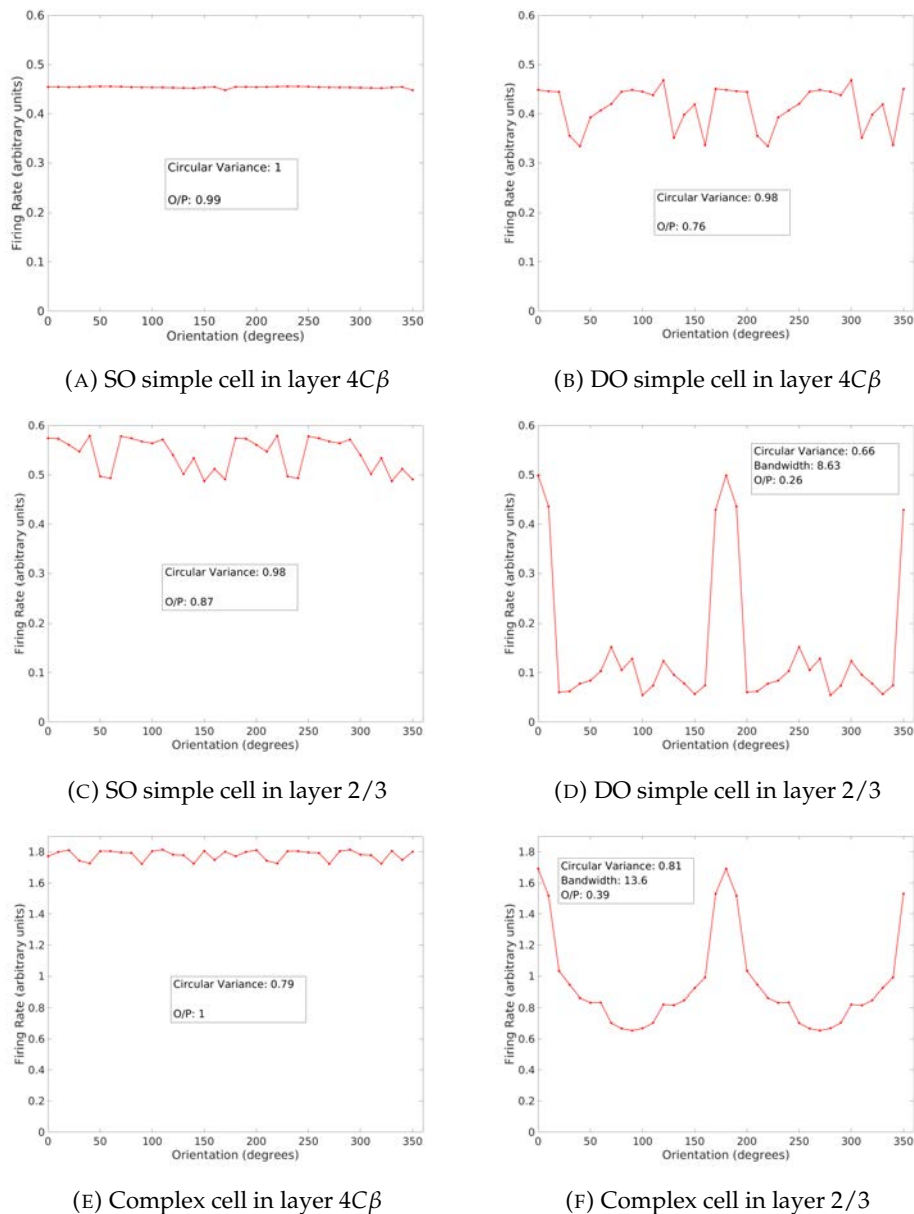 0.6
0.5
0.4
0.3
0.2
0.1
0
Firing Rate (arbitrary units)
Circular Variance: 1
O/P: 0.99
0 50 100 150 200 250 300 350
Orientation (degrees)
(A) SO simple cell in layer 4Cβ
0.6
0.5
0.4
0.3
0.2
0.1
0
Firing Rate (arbitrary units)
Circular Variance: 0.98
O/P: 0.76
0 50 100 150 200 250 300 350
Orientation (degrees)
(B) DO simple cell in layer 4Cβ
0.6
0.5
0.4
0.3
0.2
0.1
0
Firing Rate (arbitrary units)
Circular Variance: 0.98
O/P: 0.87
0 50 100 150 200 250 300 350
Orientation (degrees)
(C) SO simple cell in layer 2/3
0.6
0.5
0.4
0.3
0.2
0.1
0
Firing Rate (arbitrary units)
Circular Variance: 0.66
Bandwidth: 8.63
O/P: 0.26
0 50 100 150 200 250 300 350
Orientation (degrees)
(D) DO simple cell in layer 2/3
1.8
1.6
1.4
1.2
1
0.8
0.6
0.4
0.2
0
Firing Rate (arbitrary units)
Circular Variance: 0.79
O/P: 1
0 50 100 150 200 250 300 350
Orientation (degrees)
(E) Complex cell in layer 4Cβ
1.8
1.6
1.4
1.2
1
0.8
0.6
0.4
0.2
0
Firing Rate (arbitrary units)
Circular Variance: 0.81
Bandwidth: 13.6
O/P: 0.39
0 50 100 150 200 250 300 350
Orientation (degrees)
(F) Complex cell in layer 2/3